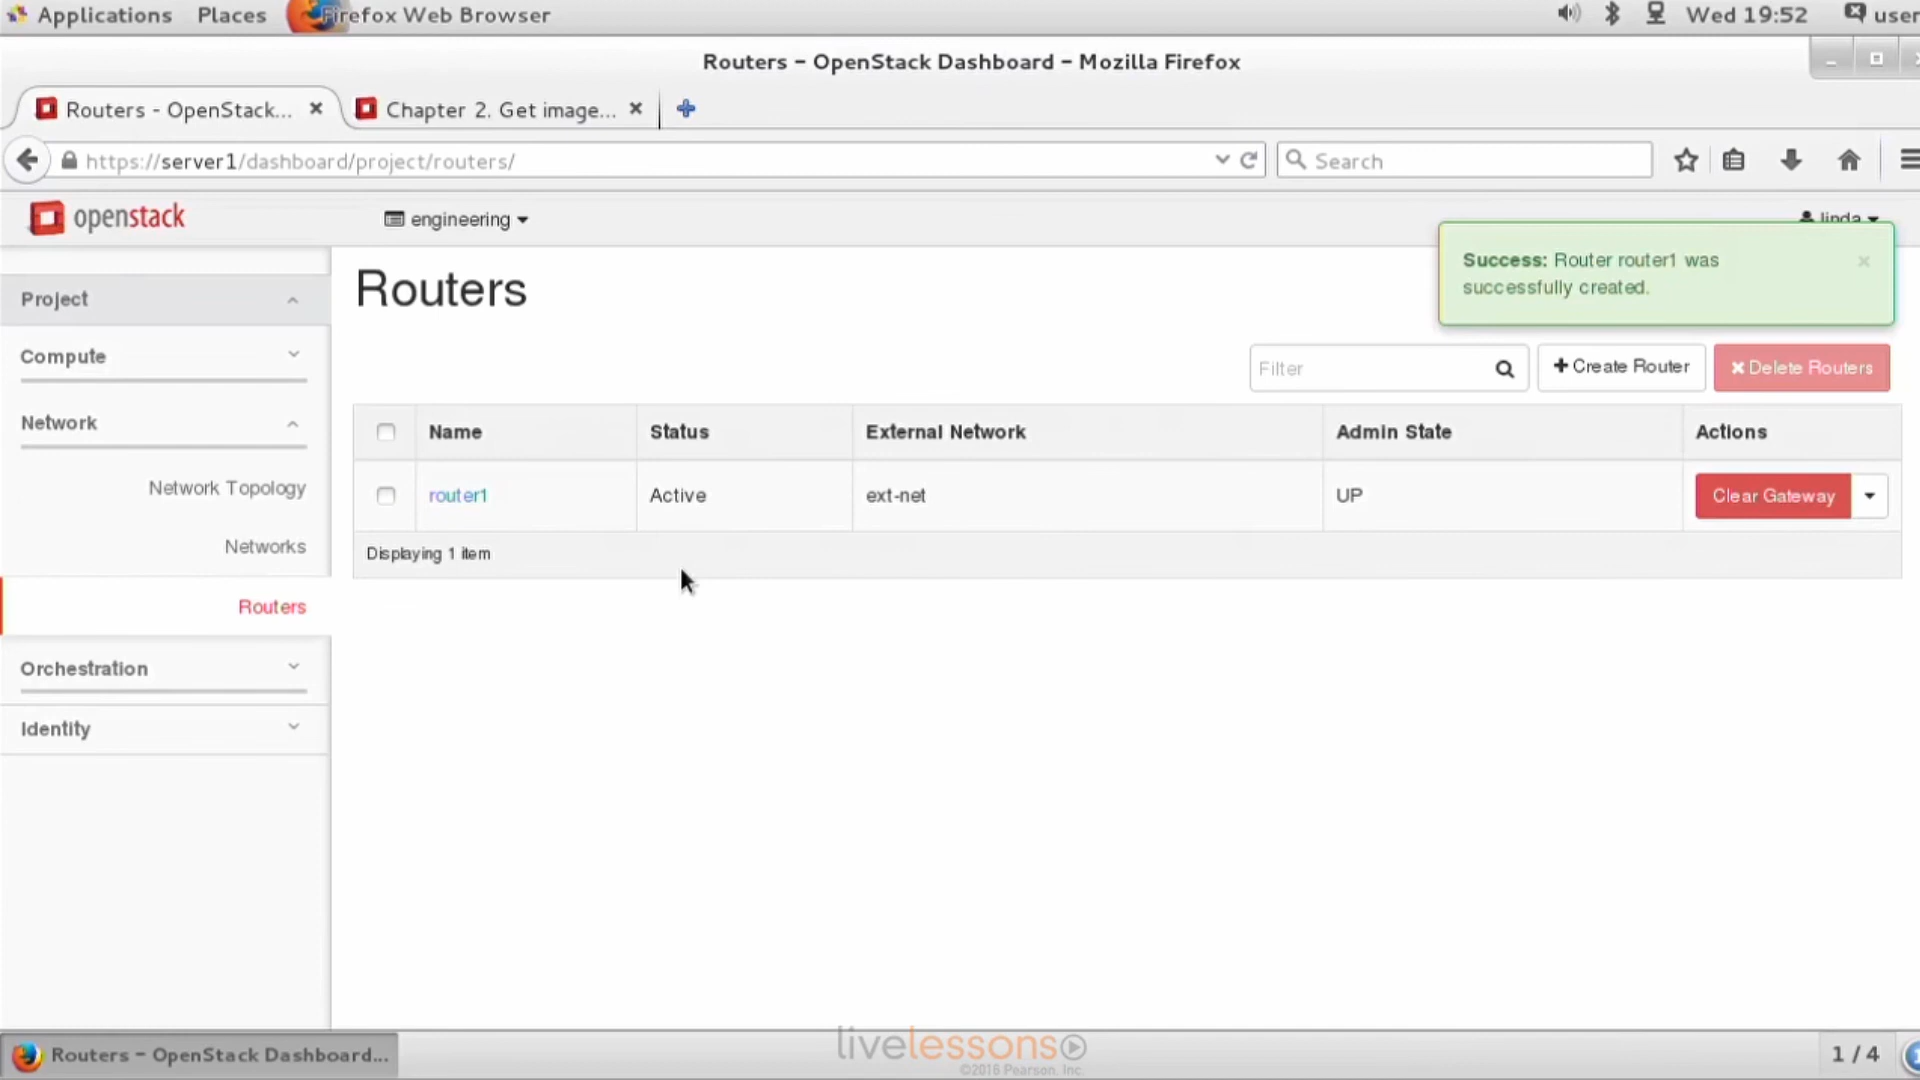 Applications Places Firefox Web Browser Wed 19:52 user
Routers – OpenStack Dashboard – Mozilla Firefox
Routers - OpenStack... Chapter 2. Get image...
https://server1/dashboard/project/routers/ Search
openstack engineering linda
Success: Router router1 was
successfully created.
Project
Compute
Network
Network Topology
Networks
Routers
Orchestration
Identity
Routers
Filter Create Router Delete Routers
Name Status External Network Admin State Actions
router1 Active ext-net UP Clear Gateway
Displaying 1 item
Routers – OpenStack Dashboard... livelessons 1 / 4
©2016 Pearson, Inc.